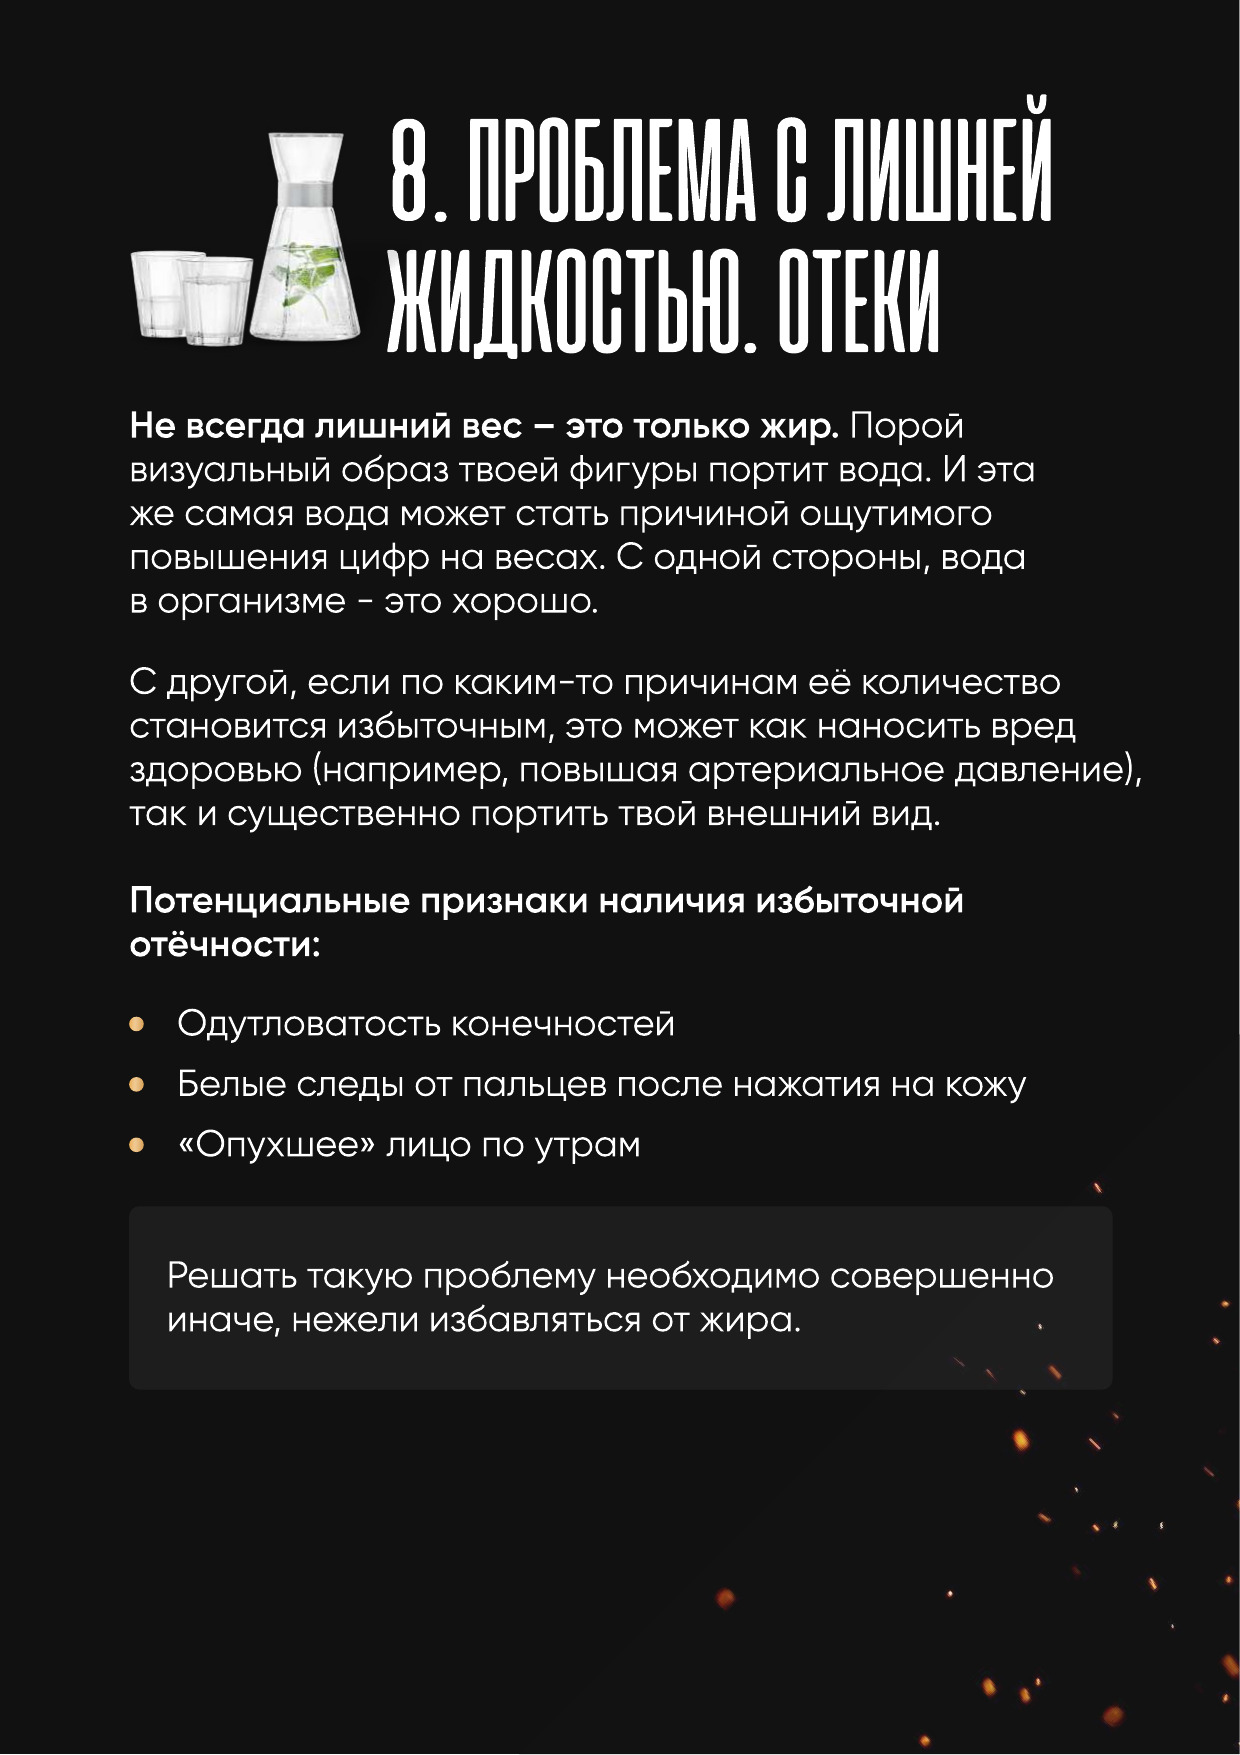 8. ПРОБЛЕМА С ЛИШНЕЙ
ЖИДКОСТЬЮ. ОТЕКИ
Не всегда лишний вес – это только жир. Порой
визуальный образ твоей фигуры портит вода. И эта
же самая вода может стать причиной ощутимого
повышения цифр на весах. С одной стороны, вода
в организме - это хорошо.
С другой, если по каким-то причинам её количество
становится избыточным, это может как наносить вред
здоровью (например, повышая артериальное давление),
так и существенно портить твой внешний вид.
Потенциальные признаки наличия избыточной
отёчности:
• Одутловатость конечностей
• Белые следы от пальцев после нажатия на кожу
• «Опухшее» лицо по утрам
Решать такую проблему необходимо совершенно
иначе, нежели избавляться от жира.